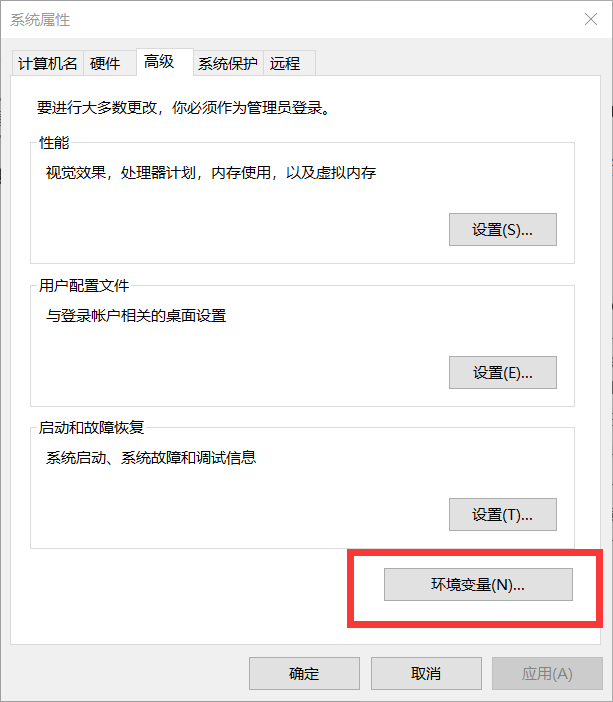 系统属性
计算机名 硬件 高级 系统保护 远程
要进行大多数更改，你必须作为管理员登录。
性能
视觉效果，处理器计划，内存使用，以及虚拟内存
设置(S)...
用户配置文件
与登录帐户相关的桌面设置
设置(E)...
启动和故障恢复
系统启动、系统故障和调试信息
设置(T)...
环境变量(N)...
确定 取消 应用(A)